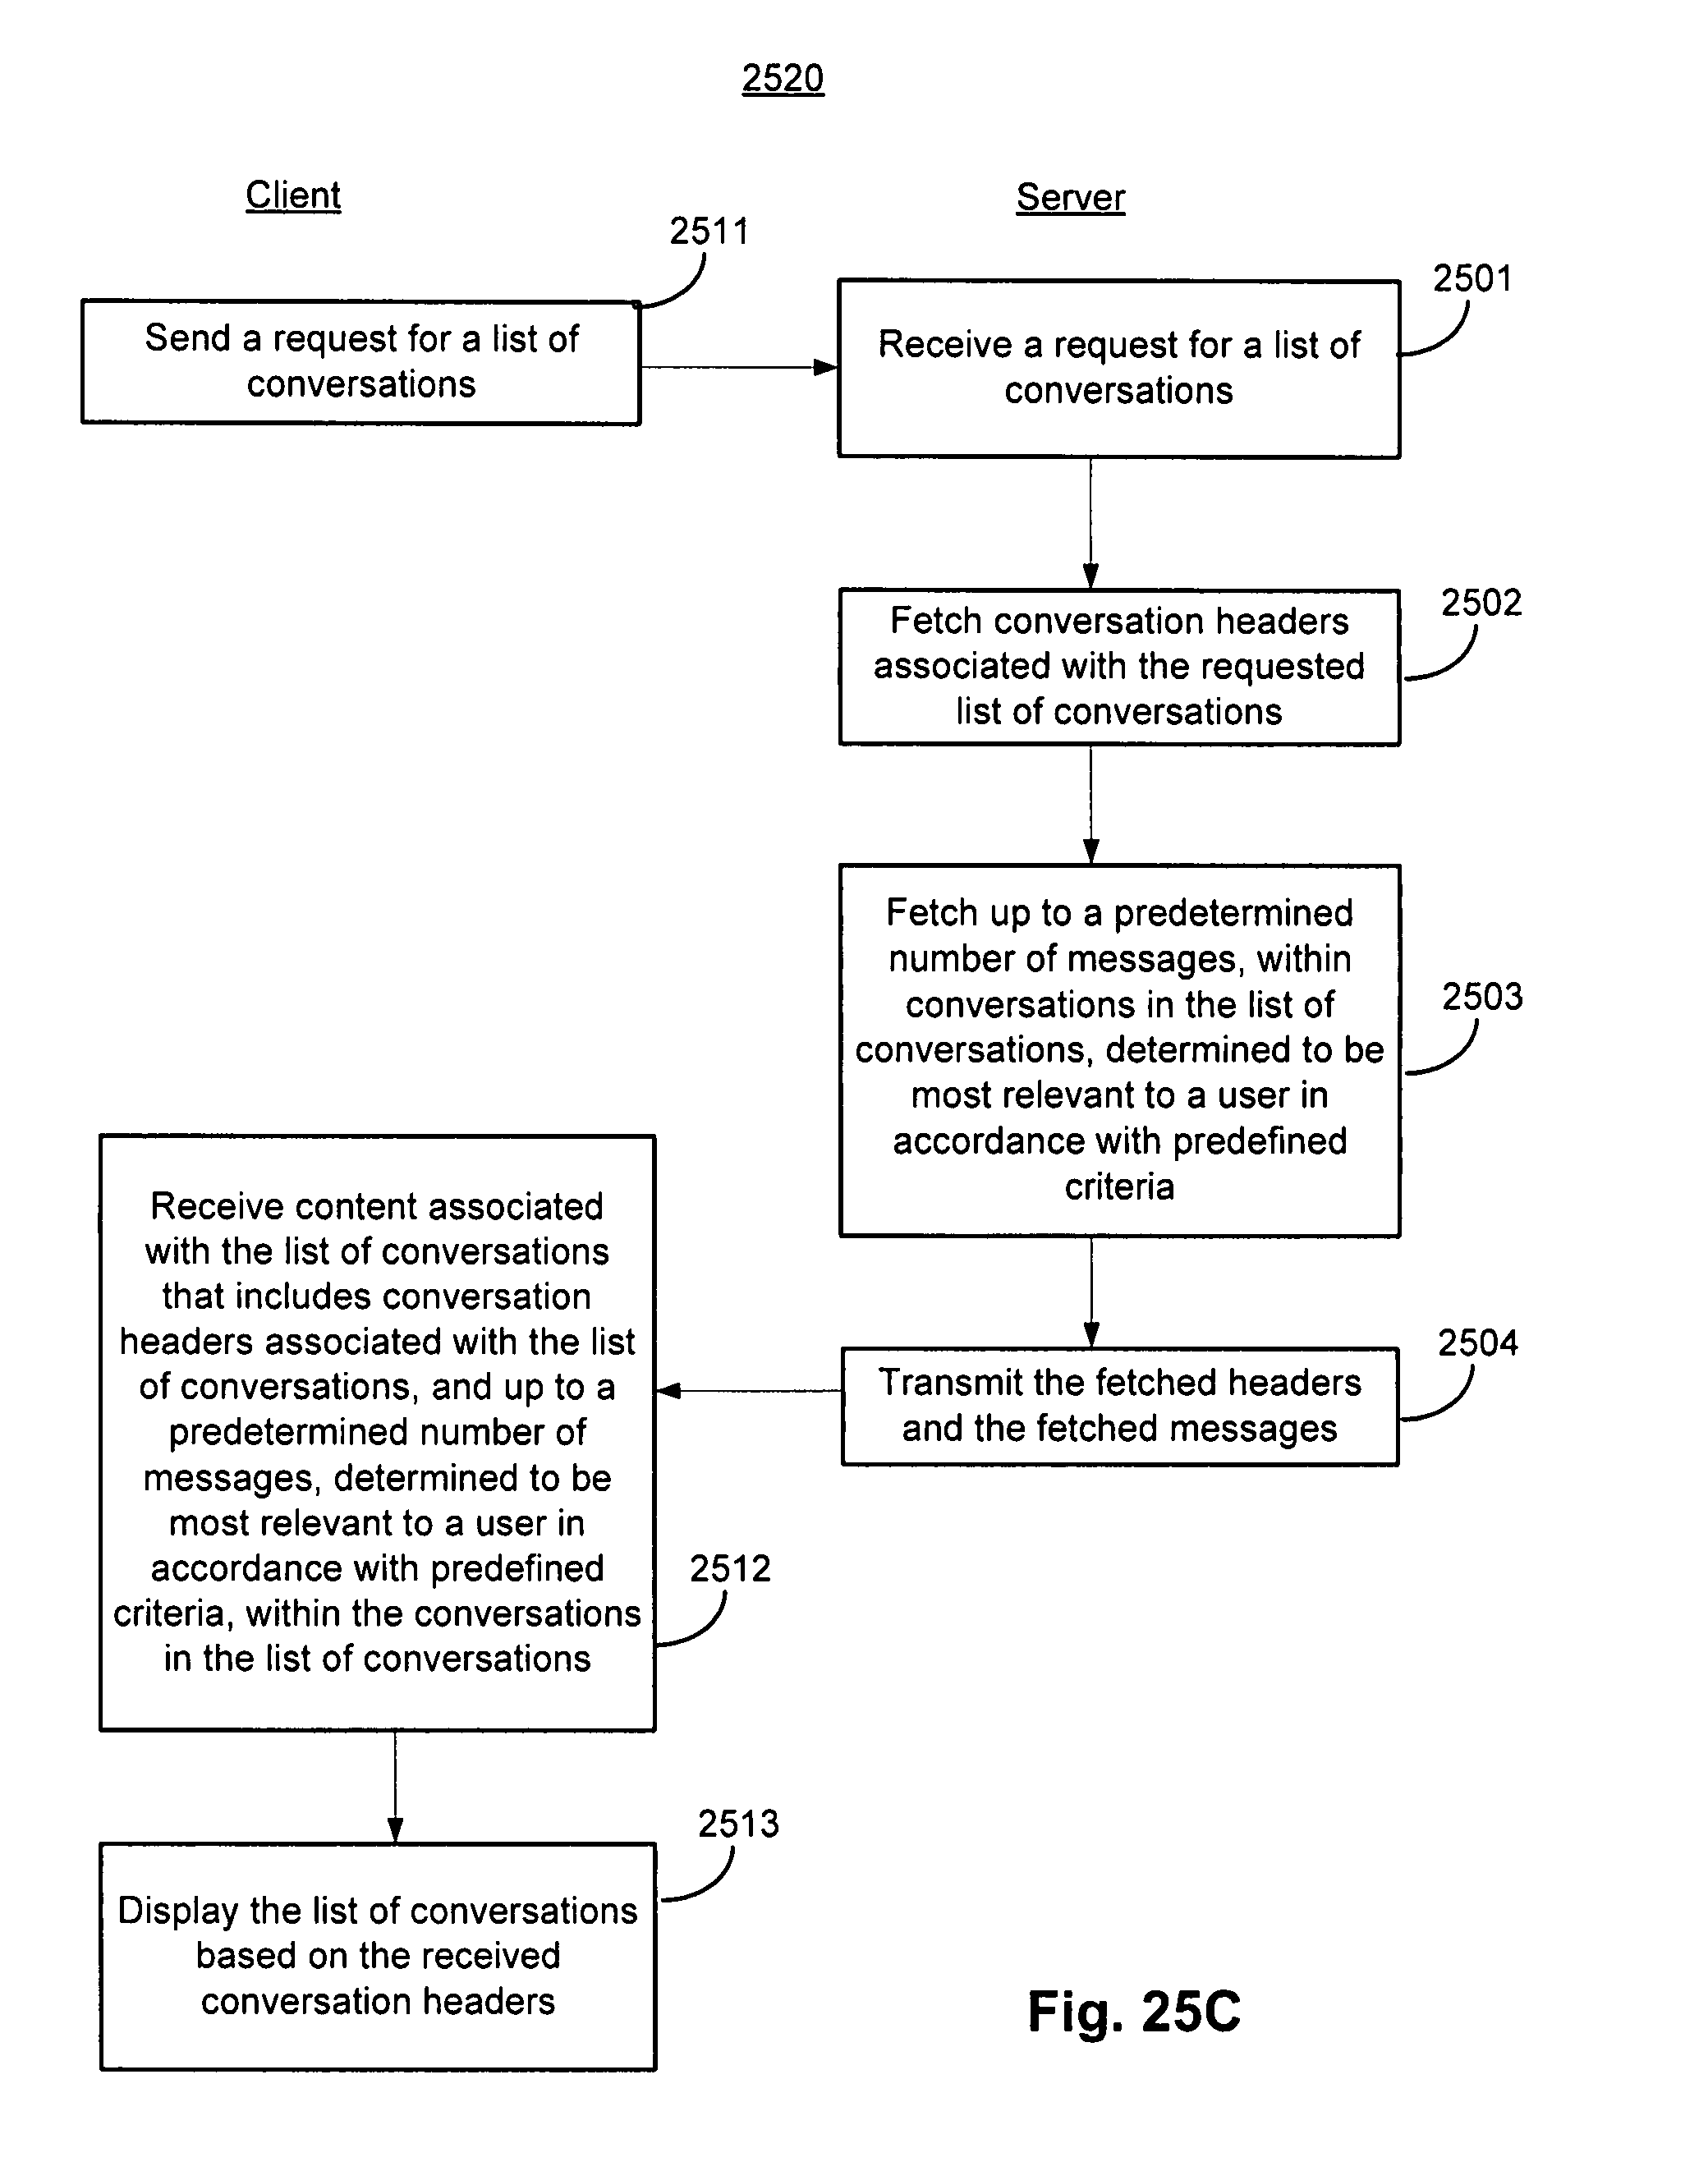 2520
Client
Server
2511
2501
Send a request for a list of
conversations
Receive a request for a list of
conversations
2502
Fetch conversation headers
associated with the requested
list of conversations
2503
Fetch up to a predetermined
number of messages, within
conversations in the list of
conversations, determined to be
most relevant to a user in
accordance with predefined
criteria
2504
Transmit the fetched headers
and the fetched messages
Receive content associated
with the list of conversations
that includes conversation
headers associated with the list
of conversations, and up to a
predetermined number of
messages, determined to be
most relevant to a user in
accordance with predefined
criteria, within the conversations
in the list of conversations
2512
2513
Display the list of conversations
based on the received
conversation headers
Fig. 25C